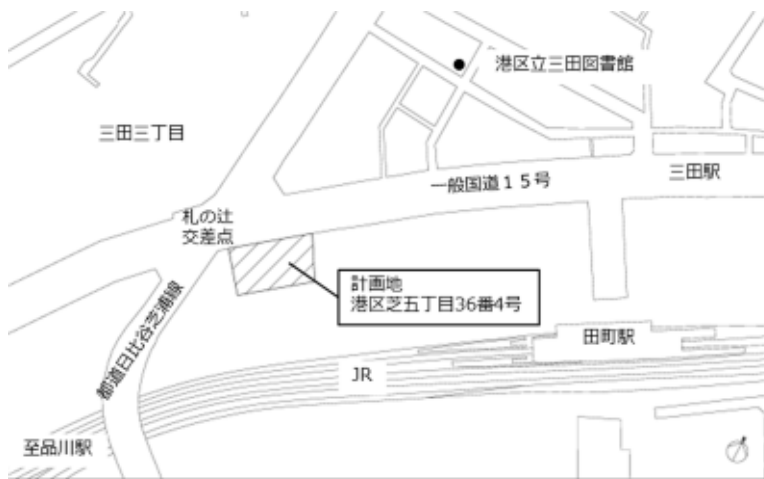 港区立三田図書館
三田三丁目
三田駅
一般国道15号
札の辻
交差点
計画地
港区芝五丁目36番4号
都道日比谷芝浦線
田町駅
JR
至品川駅